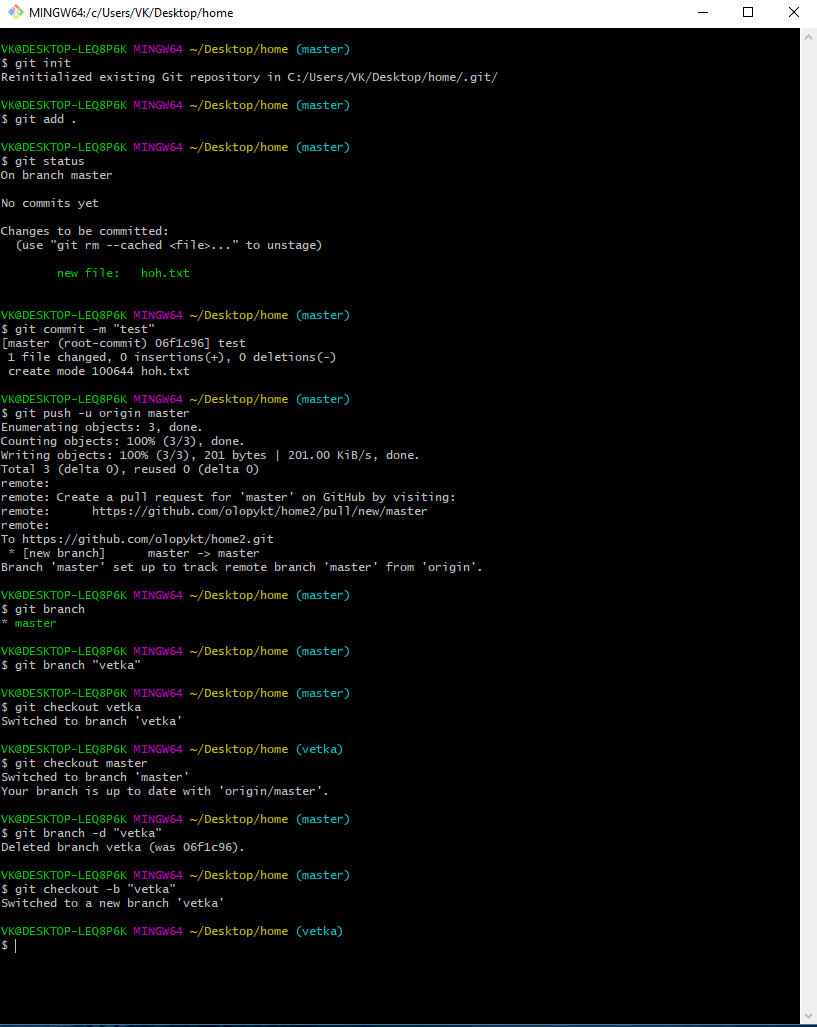 MINGW64:/c/Users/VK/Desktop/home
VK@DESKTOP-LEQ8P6K MINGW64 ~/Desktop/home (master)
$ git init
Reinitialized existing Git repository in C:/Users/VK/Desktop/home/.git/
VK@DESKTOP-LEQ8P6K MINGW64 ~/Desktop/home (master)
$ git add .
VK@DESKTOP-LEQ8P6K MINGW64 ~/Desktop/home (master)
$ git status
On branch master
No commits yet
Changes to be committed:
  (use "git rm --cached <file>..." to unstage)
        new file:   hoh.txt
VK@DESKTOP-LEQ8P6K MINGW64 ~/Desktop/home (master)
$ git commit -m "test"
[master (root-commit) 06f1c96] test
 1 file changed, 0 insertions(+), 0 deletions(-)
 create mode 100644 hoh.txt
VK@DESKTOP-LEQ8P6K MINGW64 ~/Desktop/home (master)
$ git push -u origin master
Enumerating objects: 3, done.
Counting objects: 100% (3/3), done.
Writing objects: 100% (3/3), 201 bytes | 201.00 KiB/s, done.
Total 3 (delta 0), reused 0 (delta 0)
remote:
remote: Create a pull request for 'master' on GitHub by visiting:
remote:      https://github.com/olopykt/home2/pull/new/master
remote:
To https://github.com/olopykt/home2.git
 * [new branch]      master -> master
Branch 'master' set up to track remote branch 'master' from 'origin'.
VK@DESKTOP-LEQ8P6K MINGW64 ~/Desktop/home (master)
$ git branch
* master
VK@DESKTOP-LEQ8P6K MINGW64 ~/Desktop/home (master)
$ git branch "vetka"
VK@DESKTOP-LEQ8P6K MINGW64 ~/Desktop/home (master)
$ git checkout vetka
Switched to branch 'vetka'
VK@DESKTOP-LEQ8P6K MINGW64 ~/Desktop/home (vetka)
$ git checkout master
Switched to branch 'master'
Your branch is up to date with 'origin/master'.
VK@DESKTOP-LEQ8P6K MINGW64 ~/Desktop/home (master)
$ git branch -d "vetka"
Deleted branch vetka (was 06f1c96).
VK@DESKTOP-LEQ8P6K MINGW64 ~/Desktop/home (master)
$ git checkout -b "vetka"
Switched to a new branch 'vetka'
VK@DESKTOP-LEQ8P6K MINGW64 ~/Desktop/home (vetka)
$